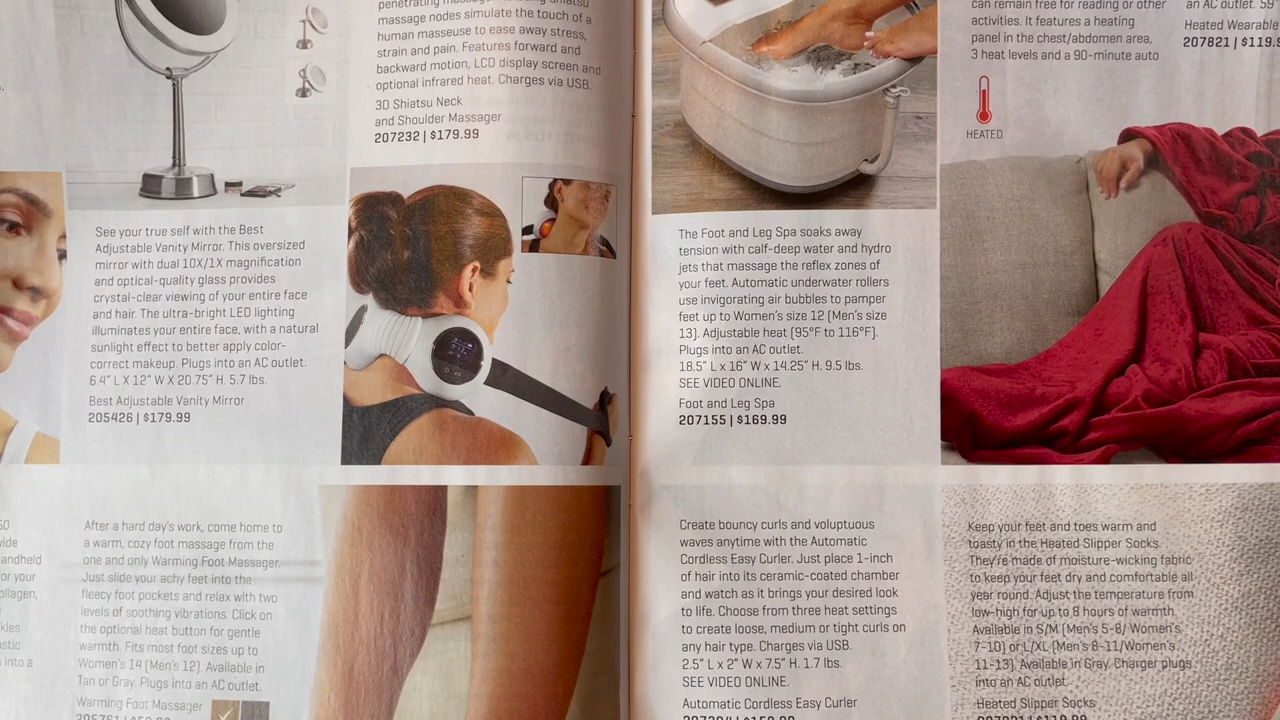 penetrating massage.
massage nodes simulate the touch of a
human masseuse to ease away stress,
strain and pain. Features forward and
backward motion, LCD display screen and
optional infrared heat. Charges via USB.
3D Shiatsu Neck
and Shoulder Massager
207232 | $179.99
See your true self with the Best
Adjustable Vanity Mirror. This oversized
mirror with dual 10X/1X magnification
and optical-quality glass provides
crystal-clear viewing of your entire face
and hair. The ultra-bright LED lighting
illuminates your entire face, with a natural
sunlight effect to better apply color-
correct makeup. Plugs into an AC outlet.
6.4" L X 12" W X 20.75" H. 5.7 lbs.
Best Adjustable Vanity Mirror
205426 | $179.99
After a hard day's work, come home to
a warm, cozy foot massage from the
one and only Warming Foot Massager.
Just slide your achy feet into the
fleecy foot pockets and relax with two
levels of soothing vibrations. Click on
the optional heat button for gentle
warmth. Fits most foot sizes up to
Women's 14 (Men's 12). Available in
Tan or Gray. Plugs into an AC outlet.
Warming Foot Massager
The Foot and Leg Spa soaks away
tension with calf-deep water and hydro
jets that massage the reflex zones of
your feet. Automatic underwater rollers
use invigorating air bubbles to pamper
feet up to Women's size 12 (Men's size
13). Adjustable heat (95°F to 116°F).
Plugs into an AC outlet.
18.5" L x 16" W x 14.25" H. 9.5 lbs.
SEE VIDEO ONLINE.
Foot and Leg Spa
207155 | $169.99
Create bouncy curls and voluptuous
waves anytime with the Automatic
Cordless Easy Curler. Just place 1-inch
of hair into its ceramic-coated chamber
and watch as it brings your desired look
to life. Choose from three heat settings
to create loose, medium or tight curls on
any hair type. Charges via USB.
2.5" L x 2" W x 7.5" H. 1.7 lbs.
SEE VIDEO ONLINE.
Automatic Cordless Easy Curler
can remain free for reading or other
activities. It features a heating
panel in the chest/abdomen area,
3 heat levels and a 90-minute auto
an AC outlet. 59"
Heated Wearable
207821 | $119.9
HEATED
Keep your feet and toes warm and
toasty in the Heated Slipper Socks.
They're made of moisture-wicking fabric
to keep your feet dry and comfortable all
year round. Adjust the temperature from
low-high for up to 8 hours of warmth.
Available in S/M (Men's 5-8/ Women's
7-10) or L/XL (Men's 8-11/Women's
11-13). Available in Gray. Charger plugs
into an AC outlet.
Heated Slipper Socks